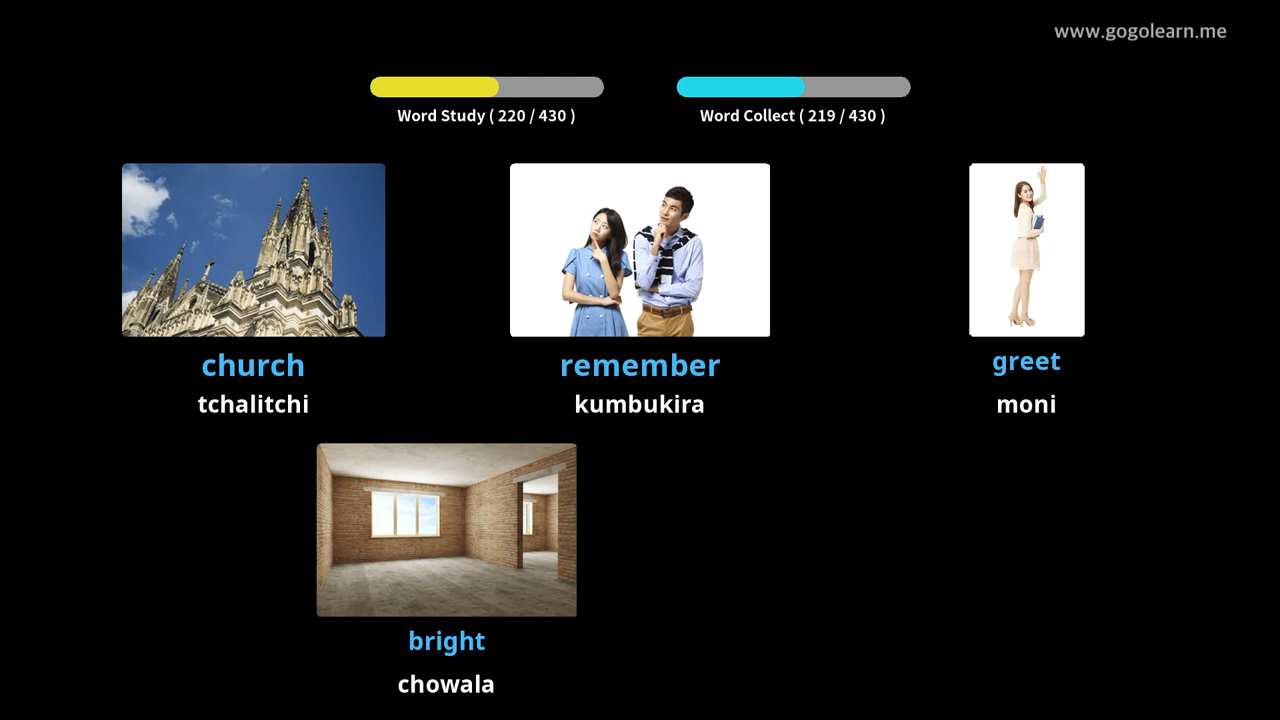 www.gogolearn.me
Word Study ( 220 / 430 )
Word Collect ( 219 / 430 )
church
tchalitchi
remember
kumbukira
greet
moni
bright
chowala